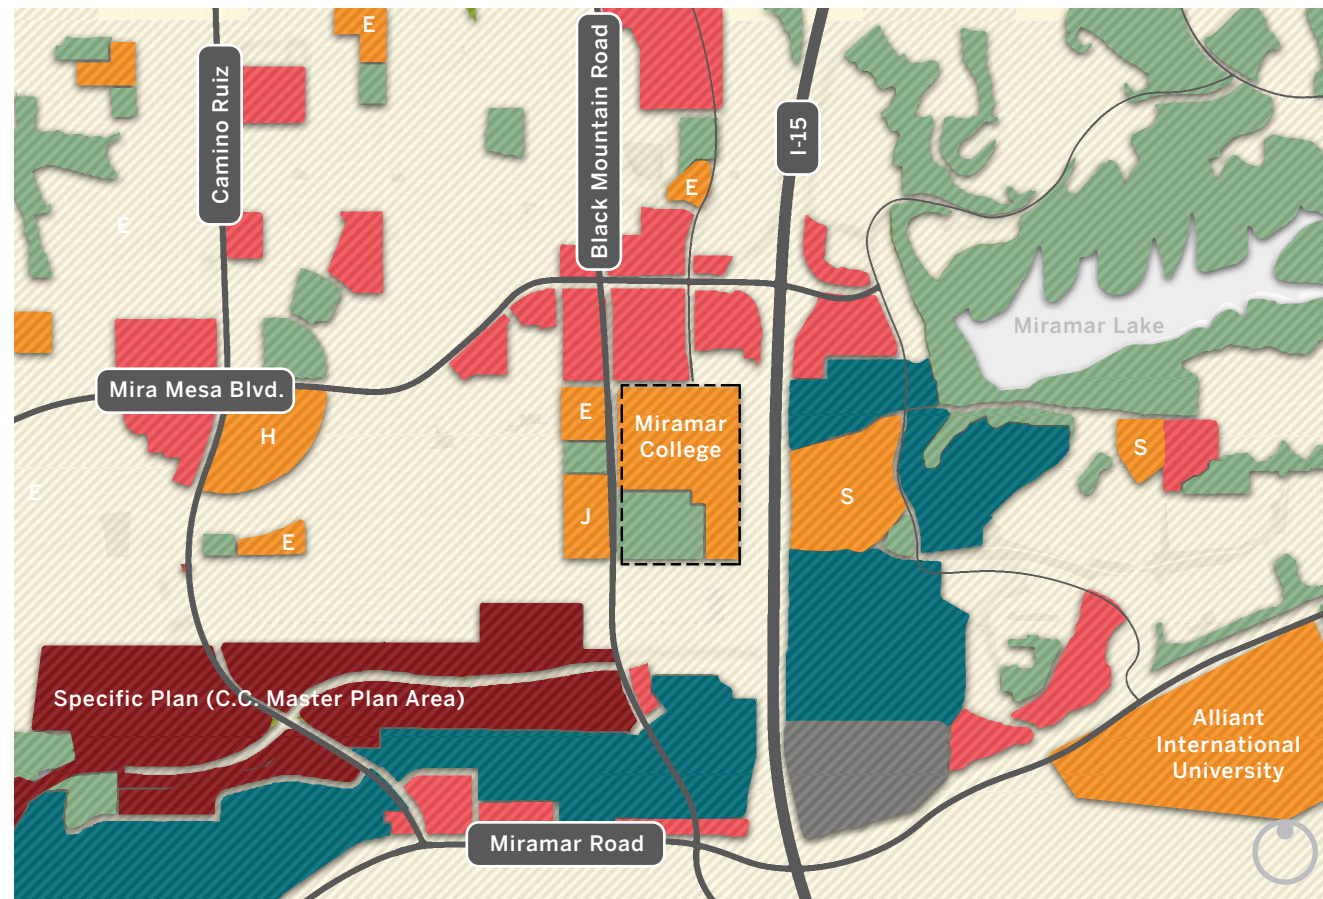 E
Camino Ruiz
Black Mountain Road
I-15
E
E
Miramar Lake
Mira Mesa Blvd.
E
Miramar
College
H
S
S
E
J
E
Specific Plan (C.C. Master Plan Area)
Alliant
International
University
Miramar Road